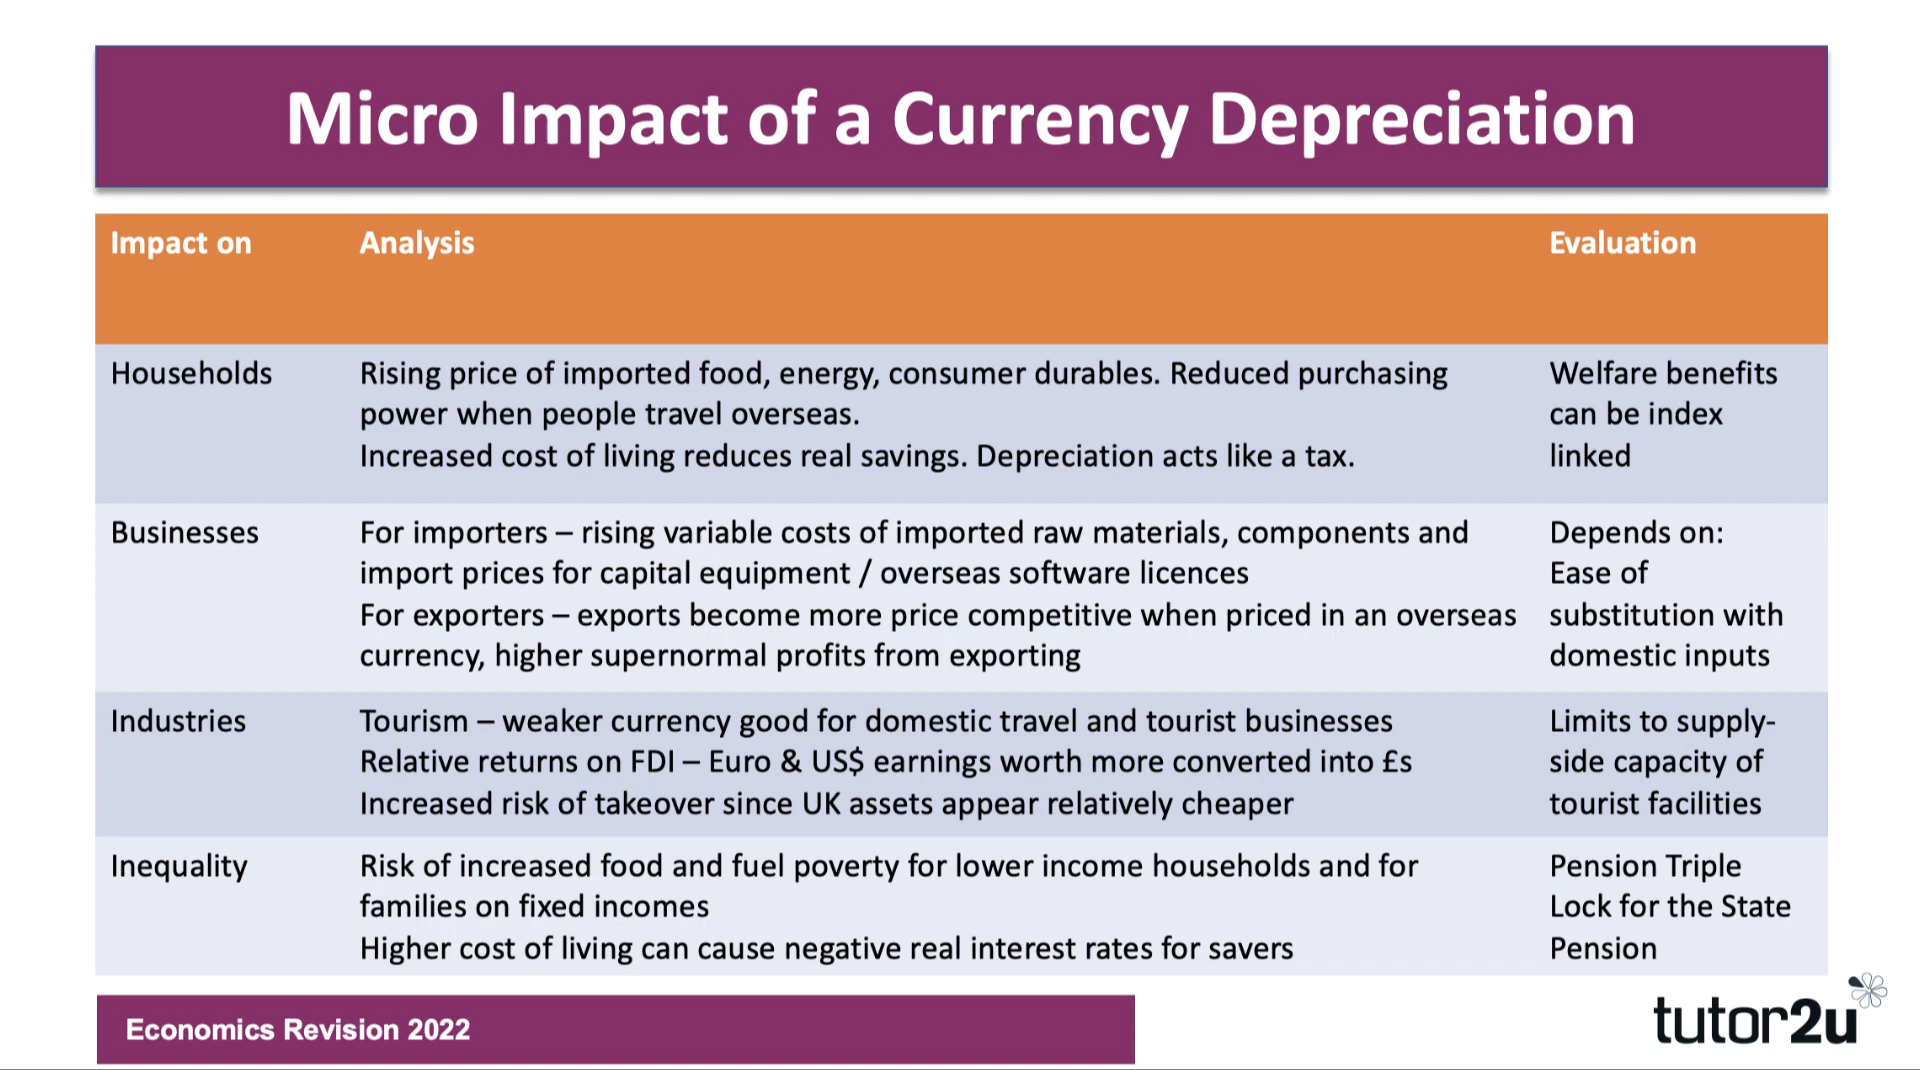 Micro Impact of a Currency Depreciation
Impact on
Analysis
Evaluation
Households
Rising price of imported food, energy, consumer durables. Reduced purchasing
power when people travel overseas.
Increased cost of living reduces real savings. Depreciation acts like a tax.
Welfare benefits
can be index
linked
Businesses
For importers – rising variable costs of imported raw materials, components and
import prices for capital equipment / overseas software licences
For exporters – exports become more price competitive when priced in an overseas
currency, higher supernormal profits from exporting
Depends on:
Ease of
substitution with
domestic inputs
Industries
Tourism – weaker currency good for domestic travel and tourist businesses
Relative returns on FDI – Euro & US$ earnings worth more converted into £s
Increased risk of takeover since UK assets appear relatively cheaper
Limits to supply-
side capacity of
tourist facilities
Inequality
Risk of increased food and fuel poverty for lower income households and for
families on fixed incomes
Higher cost of living can cause negative real interest rates for savers
Pension Triple
Lock for the State
Pension
Economics Revision 2022
tutor2u